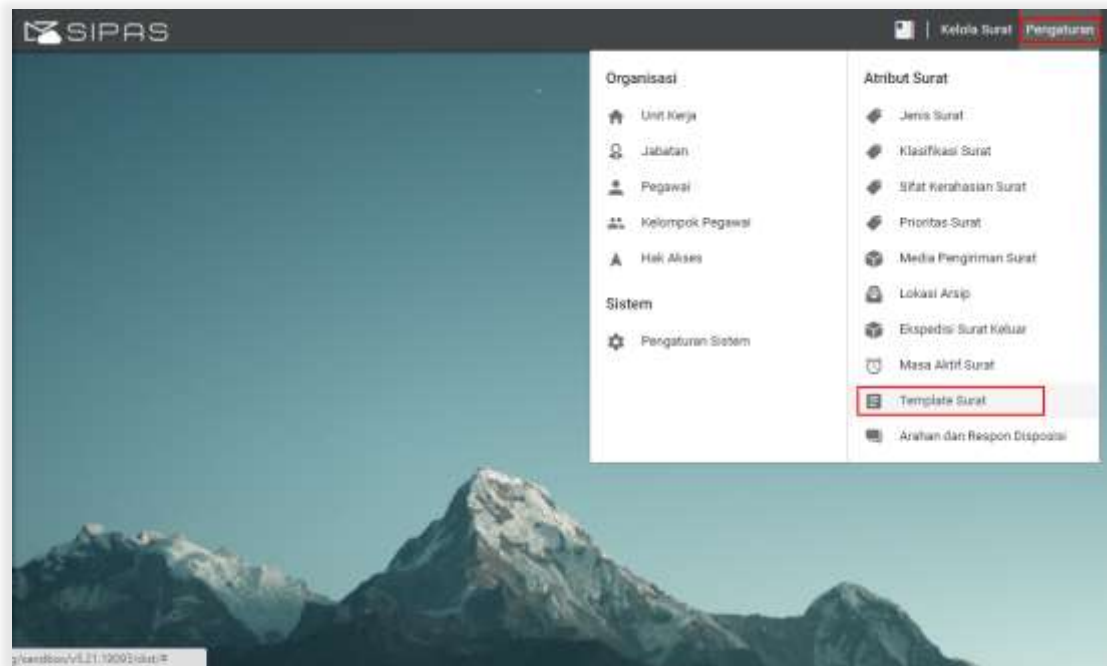 SIPAS
Kelola Surat Pengaturan
Organisasi
Unit Kerja
Jabatan
Pegawai
Kelompok Pegawai
Hak Akses
Sistem
Pengaturan Sistem
Atribut Surat
Jenis Surat
Klasifikasi Surat
Sifat Kerahasian Surat
Prioritas Surat
Media Pengiriman Surat
Lokasi Arsip
Ekspedisi Surat Keluar
Masa Aktif Surat
Template Surat
Arahan dan Respon Disposisi